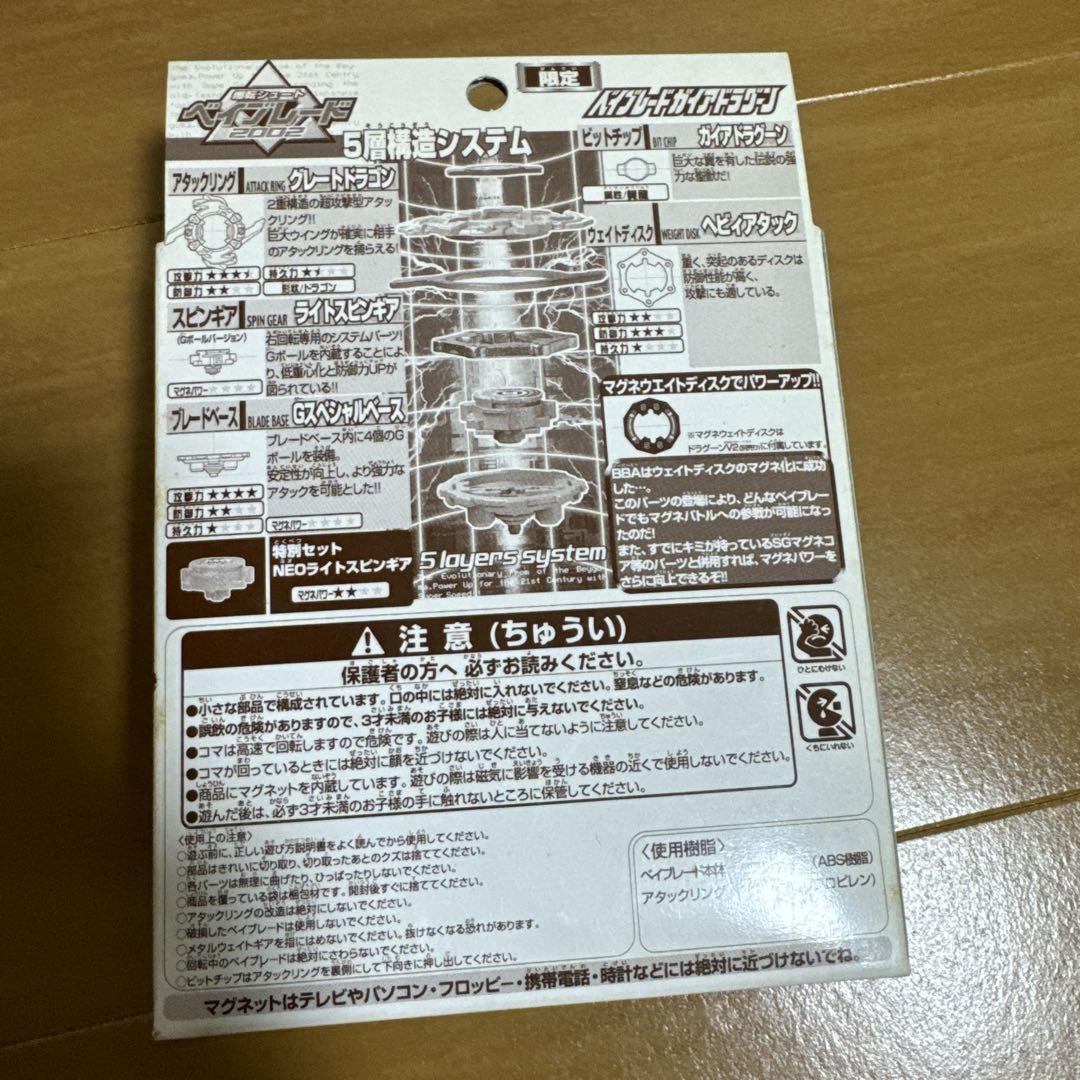 爆転シュート
ベイブレード
2002
限定
ベイブレードガイアドラグーン
5層構造システム
アタックリング ATTACK RING グレートドラゴン
2重構造の超攻撃型アタックリング!!
巨大ウイングが確実に相手のアタックリングを捕らえる
攻撃力★★★
防御力★★☆☆
持久力★
形状/ドラゴン
スピンギア SPIN GEAR ライトスピンギア
(Gボールバージョン)
右回転専用のシステムパーツ!
Gボールを内蔵することにより、低重心化と防御力UPが図られている!!
マグネパワー☆☆☆☆
ブレードベース BLADE BASE Gスペシャルベース
ブレードベース内に4個のGボールを装備。
安定性が向上し、より強力なアタックを可能とした!!
攻撃力★★★★
防御力★★☆☆
持久力★☆☆☆
マグネパワー☆☆☆☆
特別セット
NEOライトスピンギア
マグネパワー★★☆☆
5 layers system
ビットチップ BIT CHIP ガイアドラグーン
巨大な翼を有した伝説の強力な聖獣だ!
属性/翼龍
ウェイトディスク WEIGHT DISK ヘビィアタック
重く、突起のあるディスクは
防御性能が高く、
攻撃にも適している。
攻撃力★★☆☆
防御力★★★☆
持久力★☆☆☆
マグネウエイトディスクでパワーアップ!!
※マグネウェイトディスクは
ドラグーンV2(別売り)に付属しています。
BBAはウェイトディスクのマグネ化に成功
した…。
このパーツの登場により、どんなベイブレー
ドでもマグネバトルへの参戦が可能になっ
たのだ!
また、すでにキミが持っているSGマグネコ
ア等のパーツと併用すれば、マグネパワーを
さらに向上できるぞ!!
注意(ちゅうい)
保護者の方へ 必ずお読みください。
●小さな部品で構成されています。口の中には絶対に入れないでください。窒息などの危険があります。
●誤飲の危険がありますので、3才未満のお子様には絶対に与えないでください。
●コマは高速で回転しますので危険です。遊びの際は人に当てないように注意してください。
●コマが回っているときには絶対に顔を近づけないでください。
●商品にマグネットを内蔵しています。遊びの際は磁気に影響を受ける機器の近くで使用しないでください。
●遊んだ後は、必ず3才未満のお子様の手に触れないところに保管してください。
ひとにむけない
くちにいれない
〈使用上の注意〉
○遊ぶ前に、正しい遊び方説明書をよく読んでから使用してください。
○部品はきれいに切り取り、切り取ったあとのクズは捨ててください。
○各パーツは無理に曲げたり、ひっぱったりしないでください。
○商品を覆っている袋は梱包材です。開封後すぐに捨ててください。
○アタックリングの改造は絶対にしないでください。
○破損したベイブレードは使用しないでください。
○メタルウェイトギアを指にはめないでください。抜けなくなる恐れがあります。
○回転中のベイブレードは絶対にさわらないでください。
○ビットチップはアタックリングを裏側にして下向きに押し出してください。
〈使用樹脂〉
ベイブレード本体 (ABS樹脂)
アタックリング ロピレン)
マグネットはテレビやパソコン・フロッピー・携帯電話・時計などには絶対に近づけないでね。